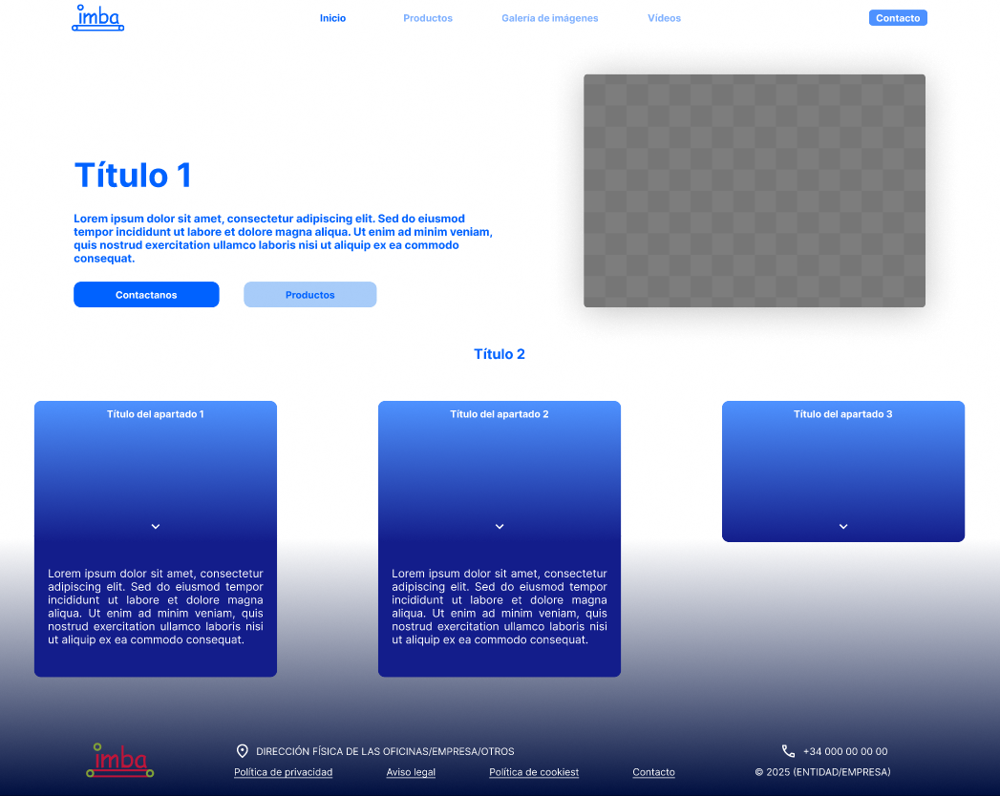 imba
Inicio
Productos
Galería de imágenes
Vídeos
Contacto
Título 1
Lorem ipsum dolor sit amet, consectetur adipiscing elit. Sed do eiusmod
tempor incididunt ut labore et dolore magna aliqua. Ut enim ad minim veniam,
quis nostrud exercitation ullamco laboris nisi ut aliquip ex ea commodo
consequat.
Contactanos
Productos
Título 2
Título del apartado 1
Lorem ipsum dolor sit amet, consectetur
adipiscing elit. Sed do eiusmod tempor
incididunt ut labore et dolore magna
aliqua. Ut enim ad minim veniam, quis
nostrud exercitation ullamco laboris nisi
ut aliquip ex ea commodo consequat.
Título del apartado 2
Lorem ipsum dolor sit amet, consectetur
adipiscing elit. Sed do eiusmod tempor
incididunt ut labore et dolore magna
aliqua. Ut enim ad minim veniam, quis
nostrud exercitation ullamco laboris nisi
ut aliquip ex ea commodo consequat.
Título del apartado 3
imba
DIRECCIÓN FÍSICA DE LAS OFICINAS/EMPRESA/OTROS
+34 000 00 00 00
Política de privacidad
Aviso legal
Política de cookiest
Contacto
© 2025 (ENTIDAD/EMPRESA)